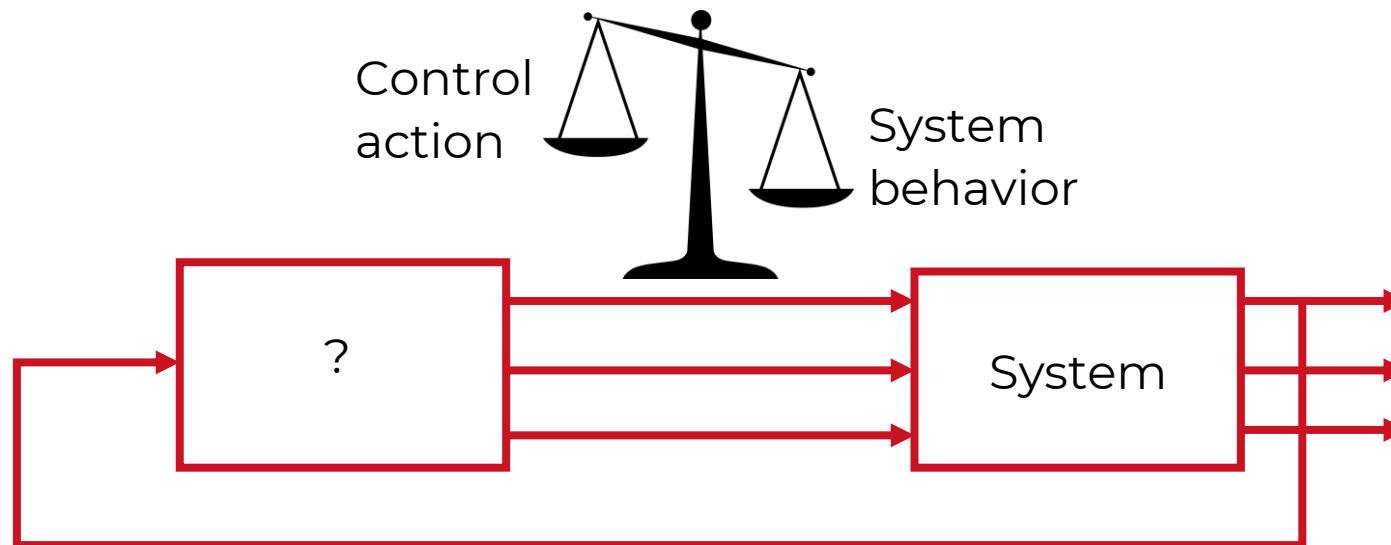 Control
action
System
behavior
?
System